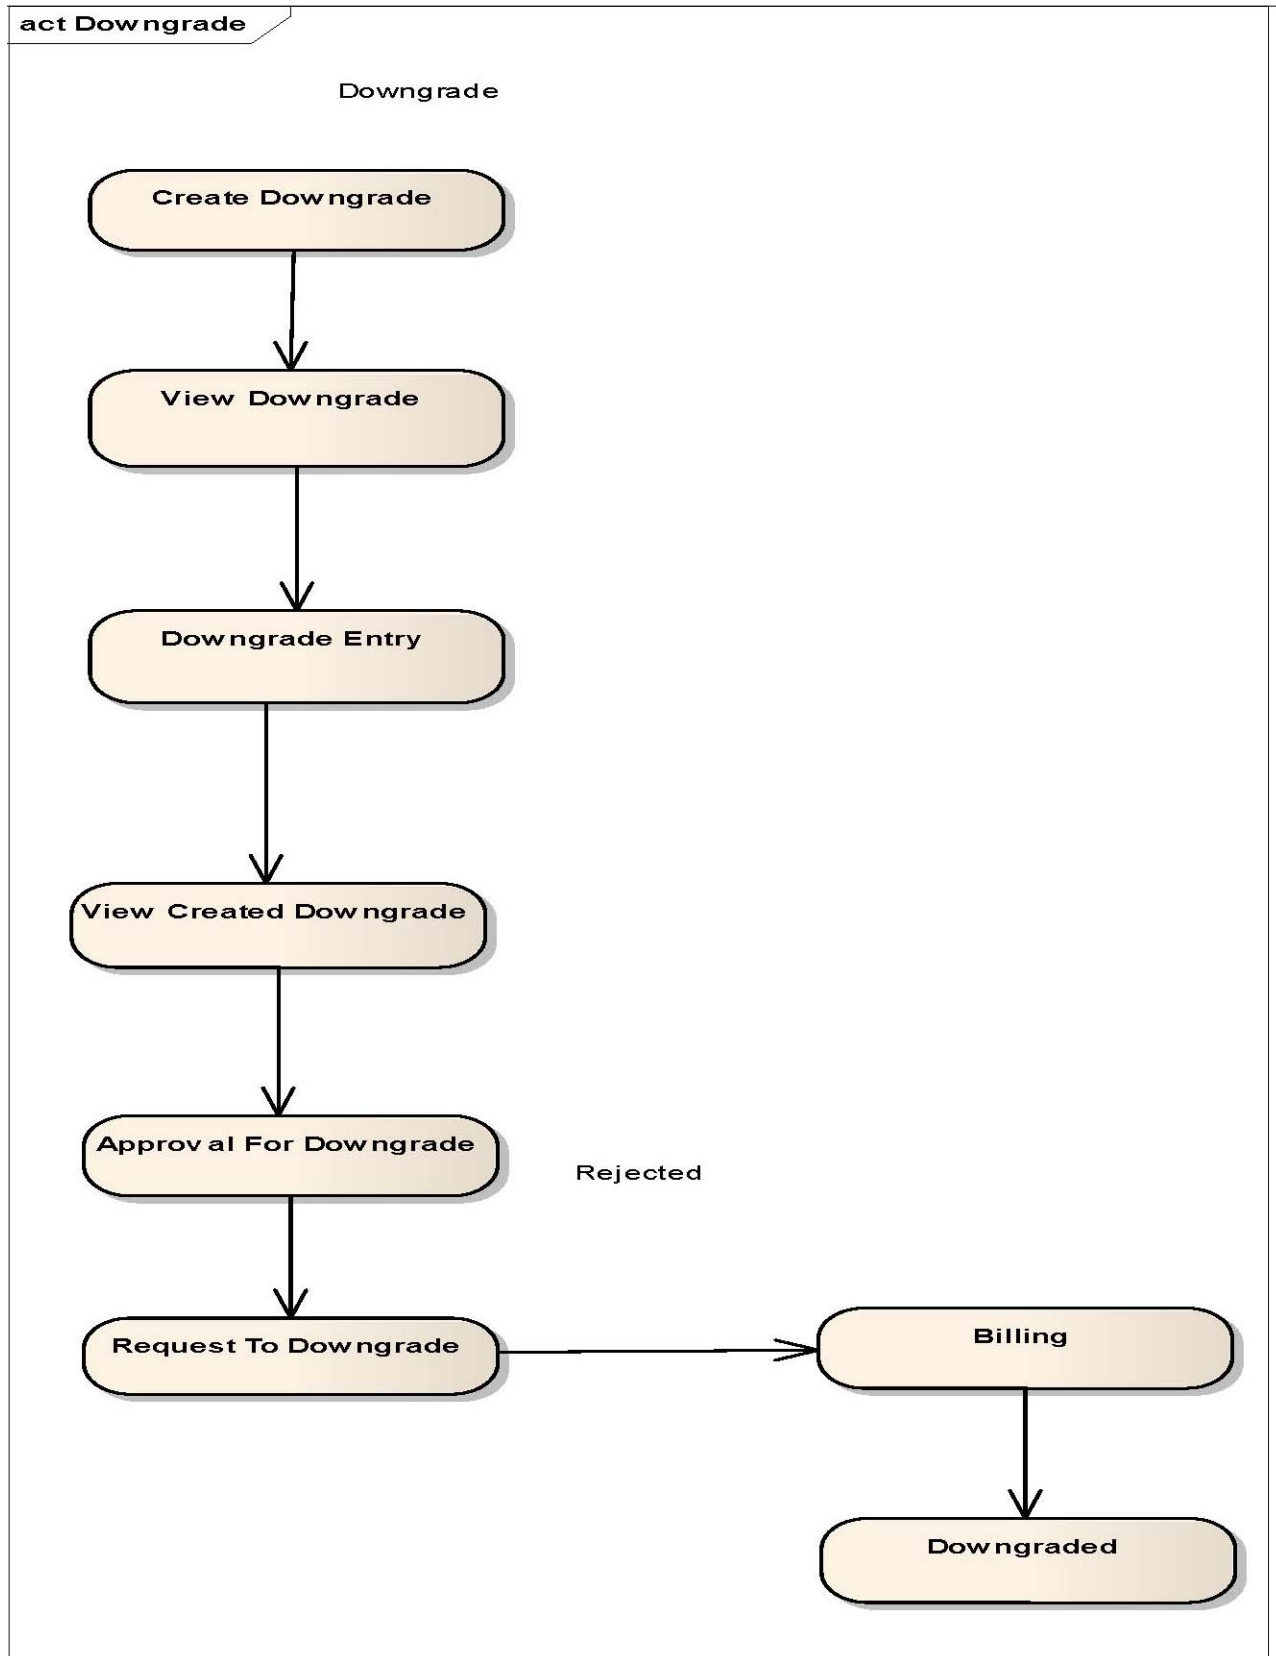 act Downgrade
Downgrade
Create Downgrade
View Downgrade
Downgrade Entry
View Created Downgrade
Approval For Downgrade
Rejected
Request To Downgrade
Billing
Downgraded